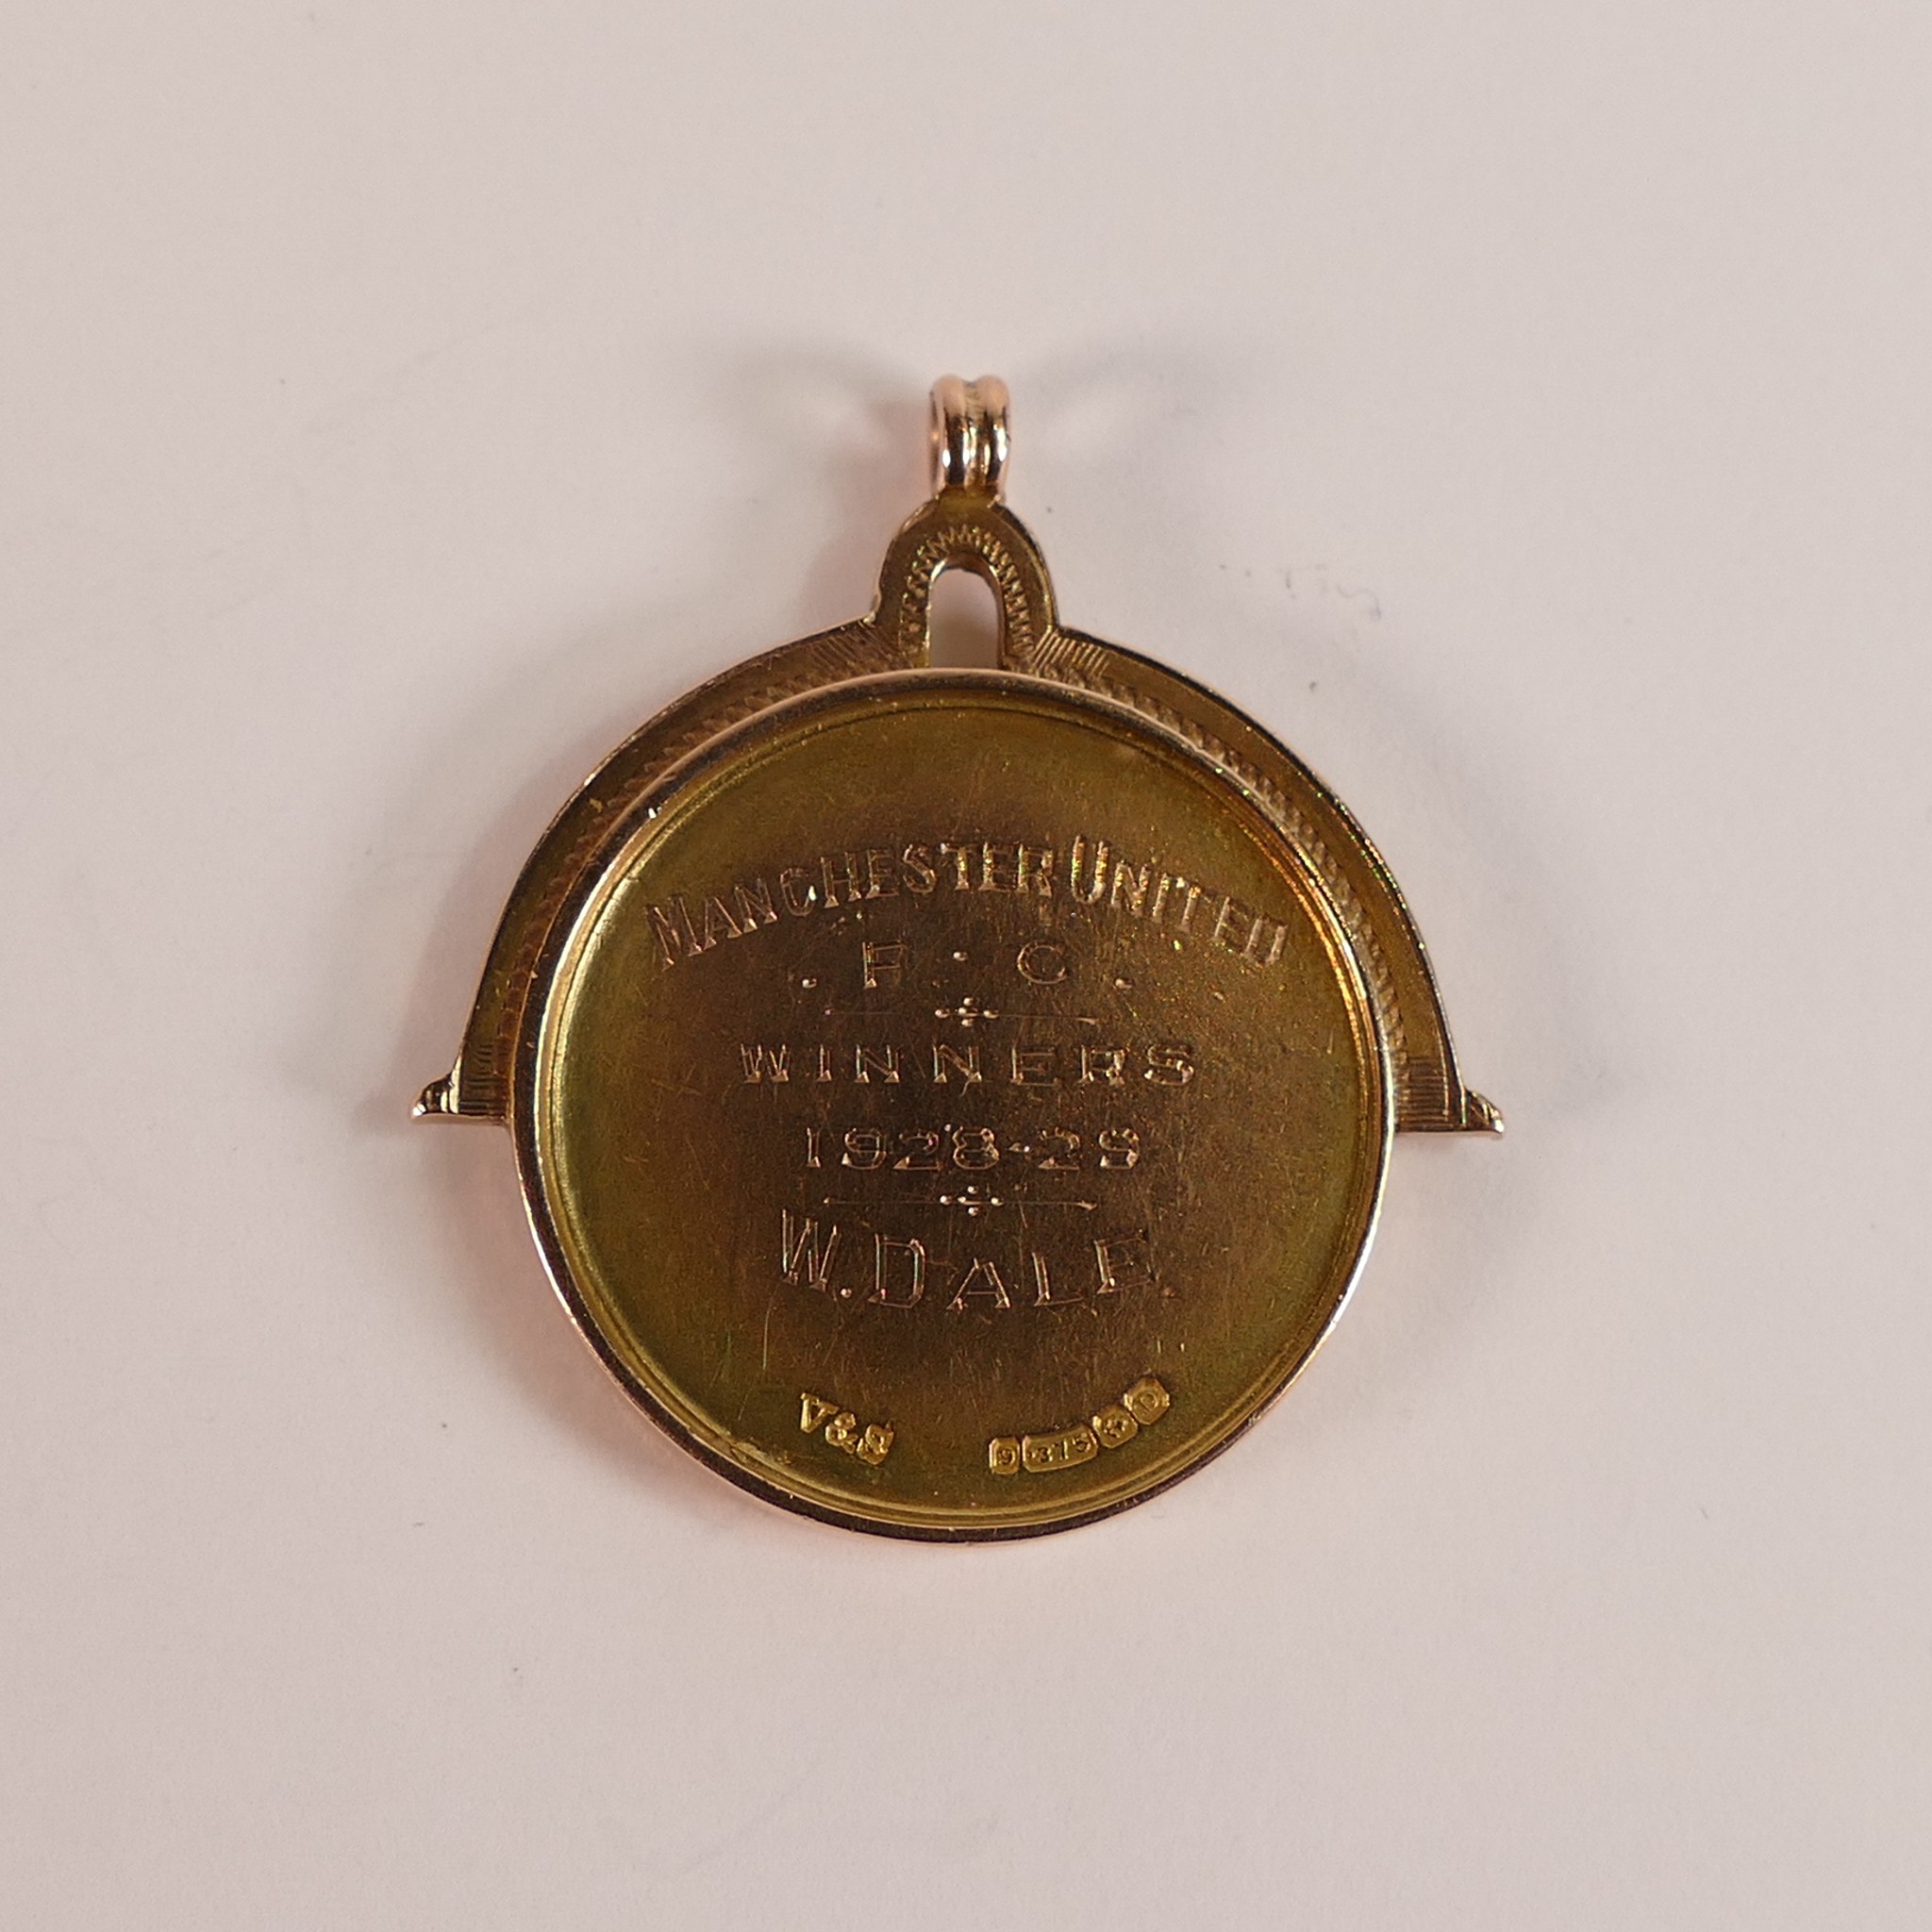 MANCHESTER UNITED
. F . C .
WINNERS
1928-29
W. DALE.
V&S 9 .375 D